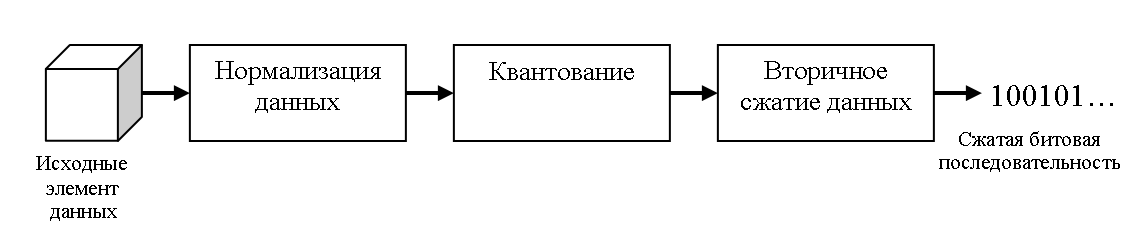 Нормализация
данных
Квантование
Вторичное
сжатие данных
100101...
Исходные
элемент
данных
Сжатая битовая
последовательность